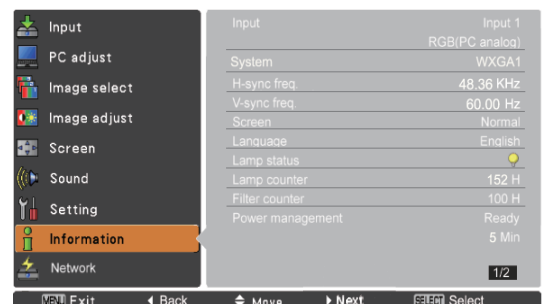 Input
PC adjust
Image select
Image adjust
Screen
Sound
Setting
Information
Network
Input Input 1
RGB(PC analog)
System WXGA1
H-sync freq. 48.36 KHz
V-sync freq. 60.00 Hz
Screen Normal
Language English
Lamp status
Lamp counter 152 H
Filter counter 100 H
Power management Ready
5 Min
1/2
MENU Exit Back Move Next SELECT Select